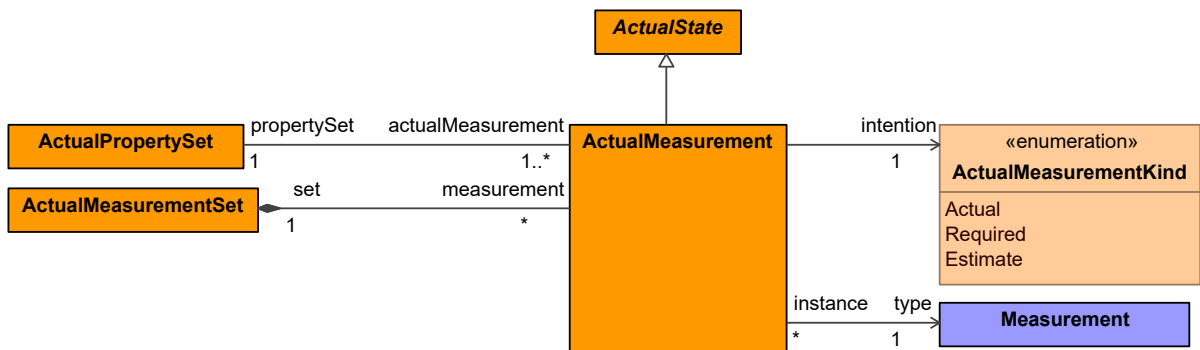 ActualState
propertySet actualMeasurement
ActualPropertySet
1 1..*
ActualMeasurement
intention
1
«enumeration»
ActualMeasurementKind
Actual
Required
Estimate
set measurement
ActualMeasurementSet
1 *
instance type
* 1
Measurement